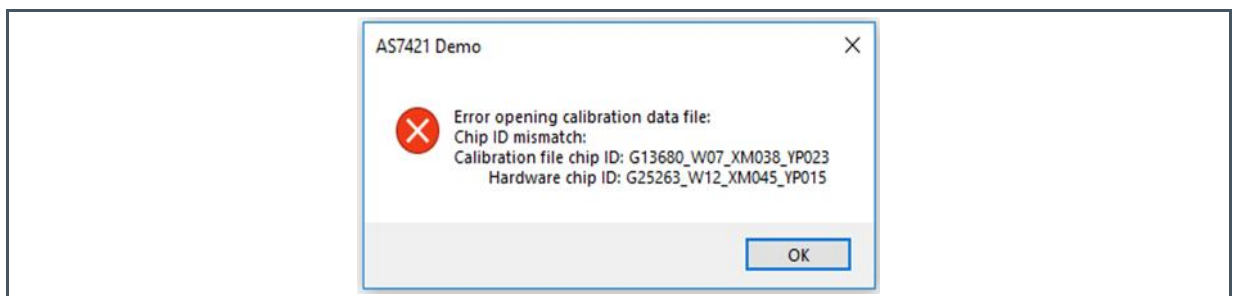 AS7421 Demo
Error opening calibration data file:
Chip ID mismatch:
Calibration file chip ID: G13680_W07_XM038_YP023
Hardware chip ID: G25263_W12_XM045_YP015
OK